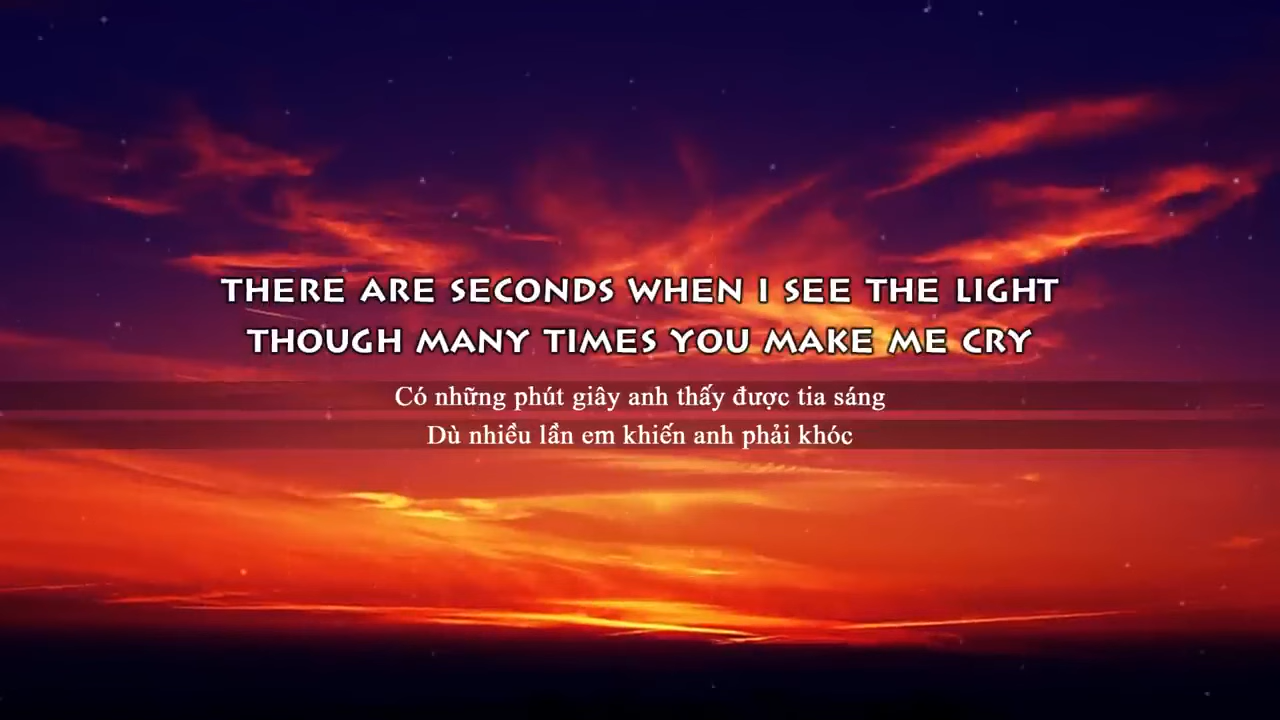 THERE ARE SECONDS WHEN I SEE THE LIGHT
THOUGH MANY TIMES YOU MAKE ME CRY
Có những phút giây anh thấy được tia sáng
Dù nhiều lần em khiến anh phải khóc